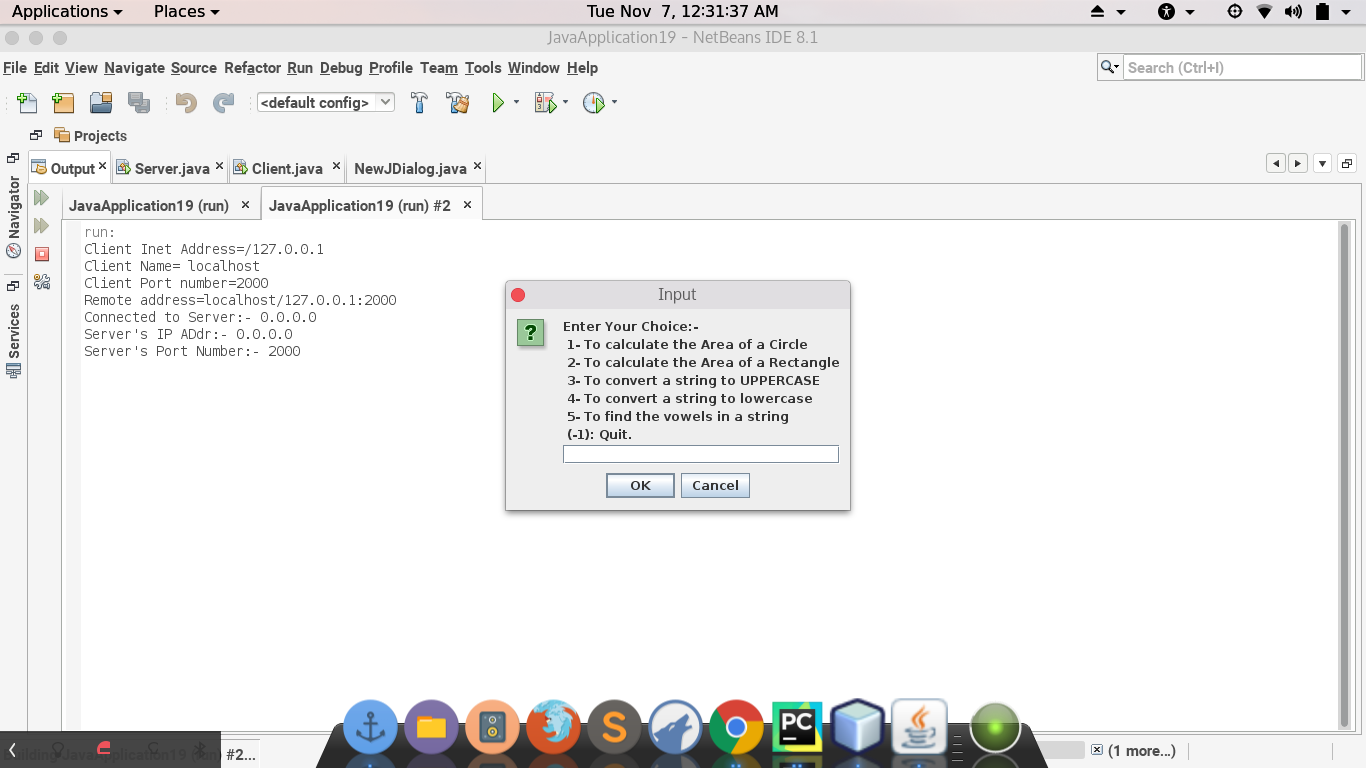 Applications Places Tue Nov 7, 12:31:37 AM
JavaApplication19 - NetBeans IDE 8.1
File Edit View Navigate Source Refactor Run Debug Profile Team Tools Window Help
Search (Ctrl+I)
<default config>
Projects
Output Server.java Client.java NewJDialog.java
Navigator
Services
JavaApplication19 (run) JavaApplication19 (run) #2
run:
Client Inet Address=/127.0.0.1
Client Name= localhost
Client Port number=2000
Remote address=localhost/127.0.0.1:2000
Connected to Server:- 0.0.0.0
Server's IP ADdr:- 0.0.0.0
Server's Port Number:- 2000
Input
?
Enter Your Choice:-
1- To calculate the Area of a Circle
2- To calculate the Area of a Rectangle
3- To convert a string to UPPERCASE
4- To convert a string to lowercase
5- To find the vowels in a string
(-1): Quit.
OK Cancel
PC
Building JavaApplication19 (run) #2...
(1 more...)